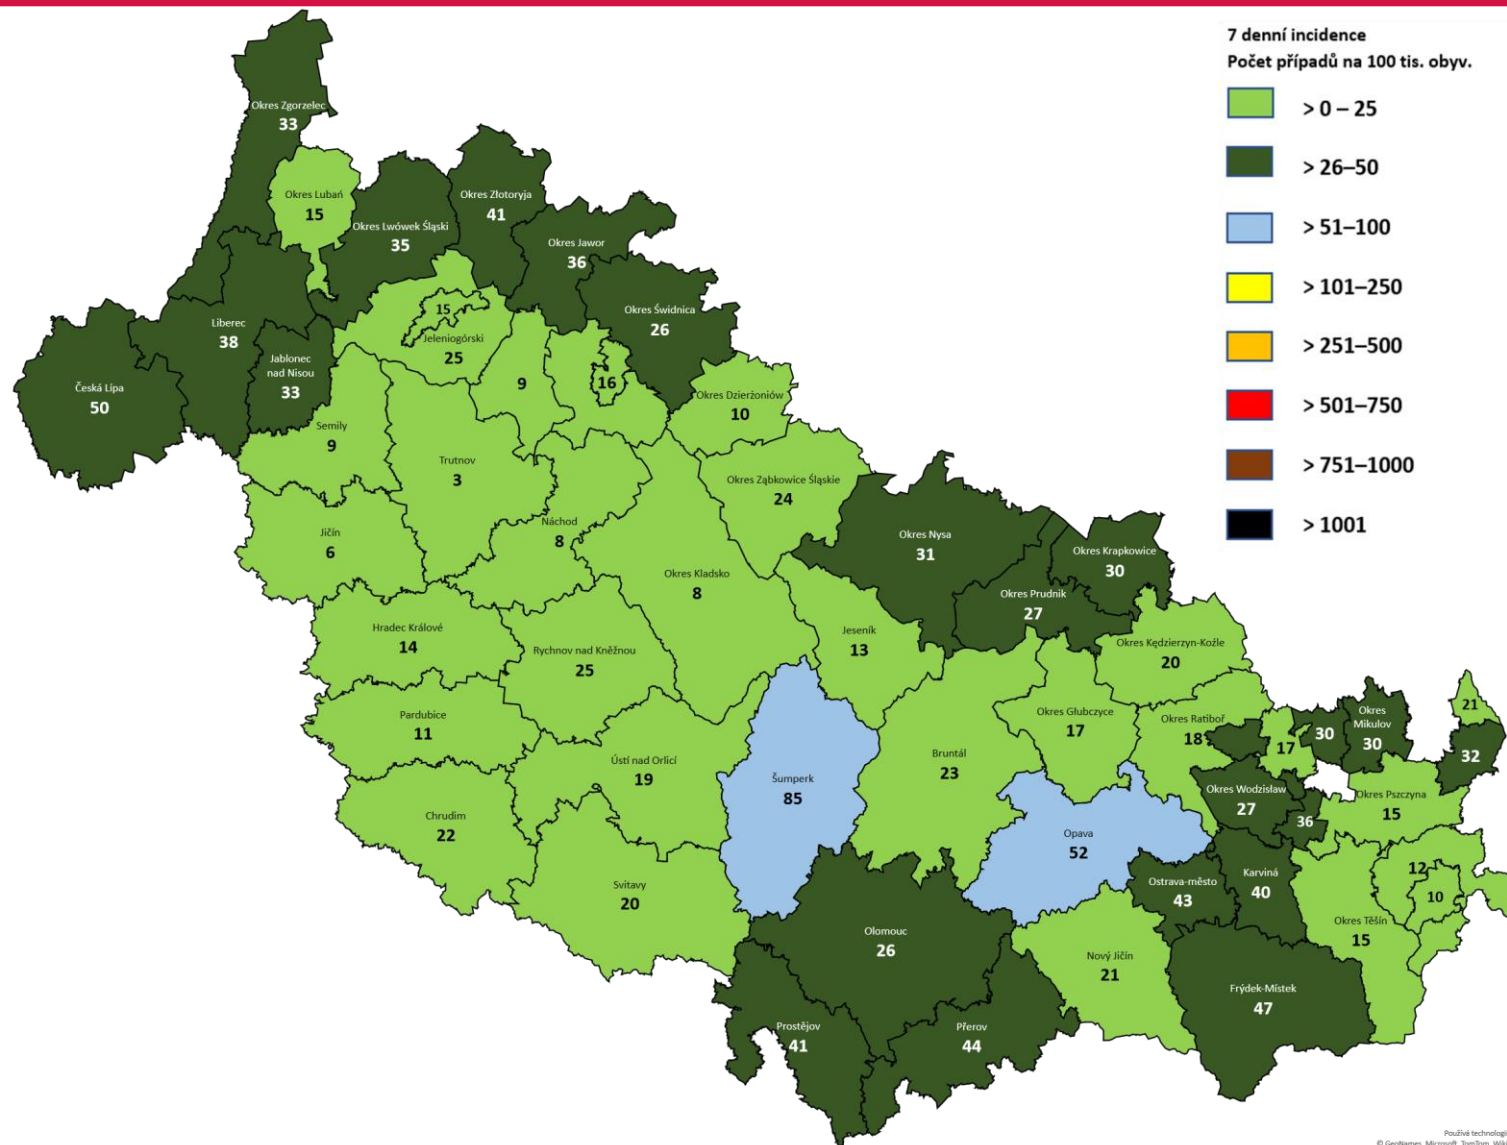 7 denní incidence
Počet případů na 100 tis. obyv.
> 0 – 25
> 26–50
> 51–100
> 101–250
> 251–500
> 501–750
> 751–1000
> 1001
Okres Zgorzelec
33
Okres Lubań
15
Okres Lwówek Śląski
35
Okres Złotoryja
41
Okres Jawor
36
Okres Świdnica
26
Liberec
38
Jablonec
nad Nisou
33
Česká Lípa
50
15
Jeleniogórski
25
9
16
Okres Dzierżoniów
10
Semily
9
Trutnov
3
Okres Ząbkowice Śląskie
24
Jičín
6
Náchod
8
Okres Kladsko
8
Okres Nysa
31
Okres Krapkowice
30
Okres Prudnik
27
Hradec Králové
14
Rychnov nad Kněžnou
25
Jeseník
13
Okres Kędzierzyn-Koźle
20
Pardubice
11
Ústí nad Orlicí
19
Šumperk
85
Bruntál
23
Okres Głubczyce
17
Okres Ratiboř
18
17
30
Okres
Mikulov
30
21
32
Chrudim
22
Okres Wodzisław
27
36
Okres Pszczyna
15
Opava
52
Svitavy
20
Ostrava-město
43
Karviná
40
12
10
Okres Těšín
15
Olomouc
26
Nový Jičín
21
Frýdek-Místek
47
Prostějov
41
Přerov
44
Používá technologi
© GeoNames, Microsoft, TomTom, Wiki